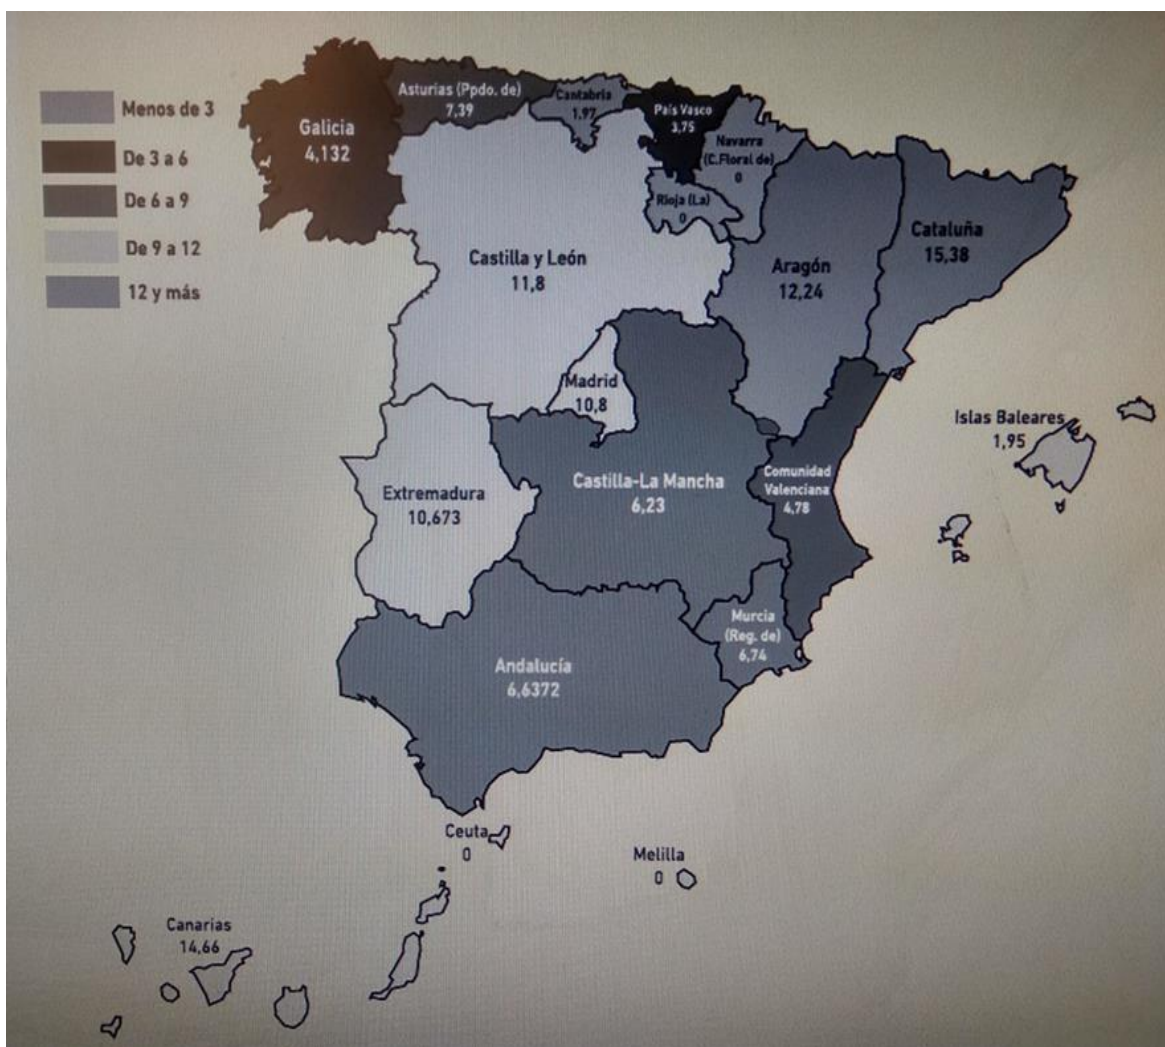 Menos de 3
De 3 a 6
De 6 a 9
De 9 a 12
12 y más
Galicia
4,132
Asturias (Ppdo. de)
7,39
Cantabria
1,97
País Vasco
3,75
Navarra
(C.Floral de)
0
Rioja (La)
0
Castilla y León
11,8
Aragón
12,24
Cataluña
15,38
Madrid
10,8
Islas Baleares
1,95
Extremadura
10,673
Castilla-La Mancha
6,23
Comunidad
Valenciana
4,78
Murcia
(Reg. de)
6,74
Andalucía
6,6372
Ceuta
0
Melilla
0
Canarias
14,66